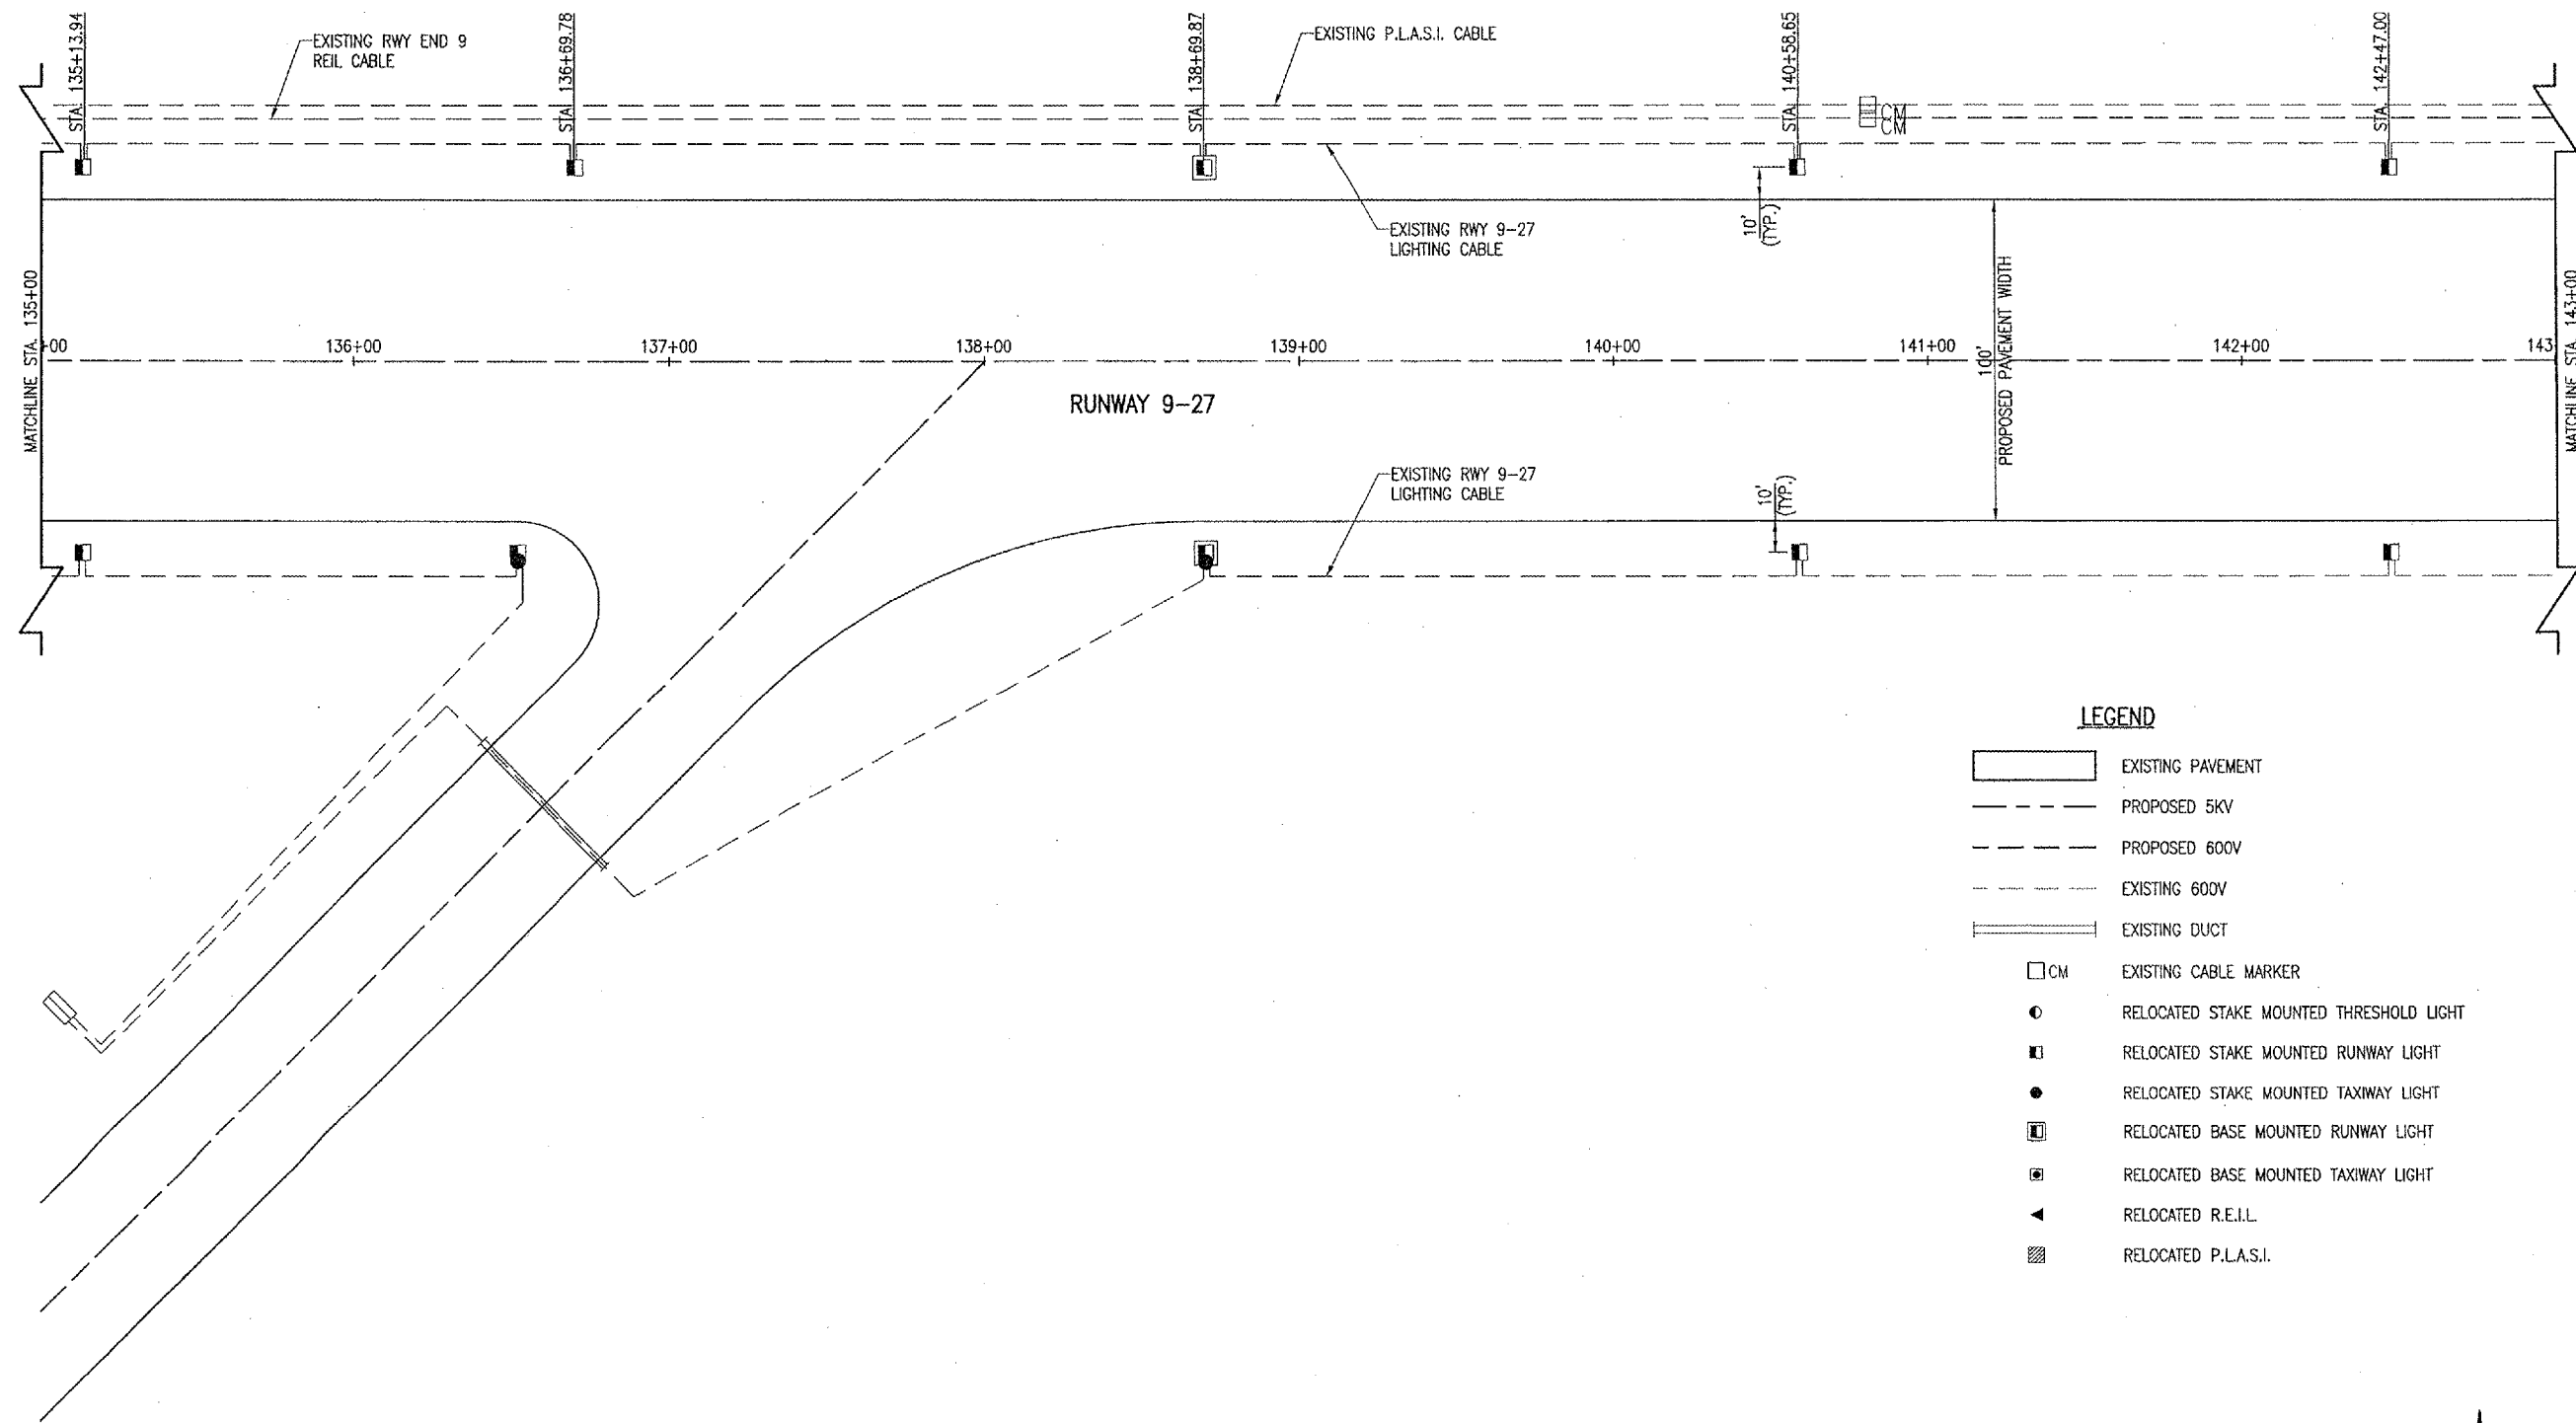 STA. 135+13.94
STA. 136+69.78
STA. 138+69.87
STA. 140+58.65
STA. 142+47.00
EXISTING RWY END 9
REIL CABLE
EXISTING P.L.A.S.I. CABLE
CM
CM
EXISTING RWY 9-27
LIGHTING CABLE
10'
(TYP.)
MATCHLINE STA. 135+00
+00
136+00
137+00
138+00
139+00
140+00
141+00
142+00
143
100'
PROPOSED PAVEMENT WIDTH
MATCHLINE STA. 143+00
RUNWAY 9-27
EXISTING RWY 9-27
LIGHTING CABLE
10'
(TYP.)
LEGEND
EXISTING PAVEMENT
PROPOSED 5KV
PROPOSED 600V
EXISTING 600V
EXISTING DUCT
CM EXISTING CABLE MARKER
RELOCATED STAKE MOUNTED THRESHOLD LIGHT
RELOCATED STAKE MOUNTED RUNWAY LIGHT
RELOCATED STAKE MOUNTED TAXIWAY LIGHT
RELOCATED BASE MOUNTED RUNWAY LIGHT
RELOCATED BASE MOUNTED TAXIWAY LIGHT
RELOCATED R.E.I.L.
RELOCATED P.L.A.S.I.